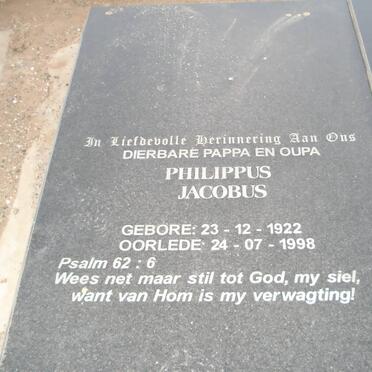 In Liefdevolle Herinnering Aan Ons
DIERBARE PAPPA EN OUPA
PHILIPPUS
JACOBUS
GEBORE: 23 - 12 - 1922
OORLEDE: 24 - 07 - 1998
Psalm 62 : 6
Wees net maar stil tot God, my siel,
want van Hom is my verwagting!